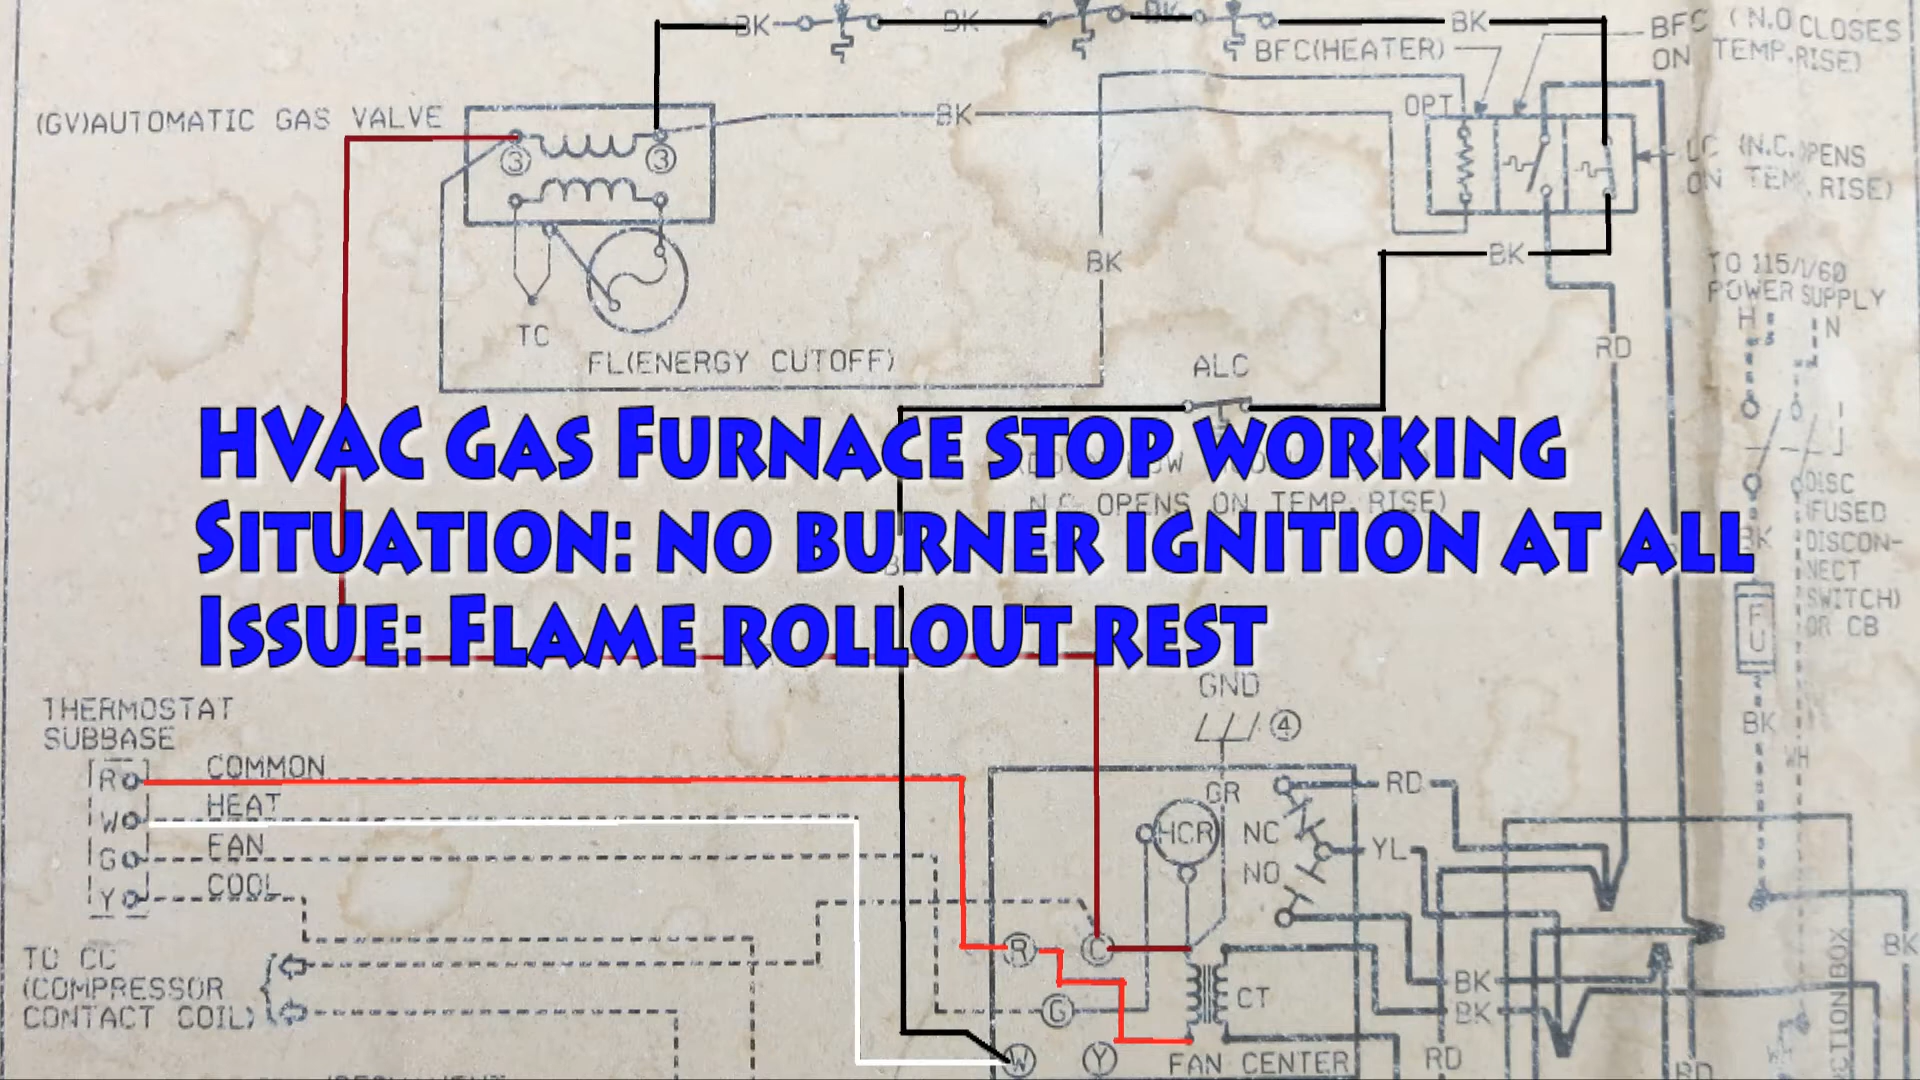 BK BK BK BK
BFC (N.O CLOSES
ON TEMP. RISE)
BFC(HEATER)
(GV)AUTOMATIC GAS VALVE
BK
OPT
3 3
LC (N.C. OPENS
ON TEM. RISE)
BK
BK
TO 115/1/60
POWER SUPPLY
H N
TC
RD
FL(ENERGY CUTOFF)
ALC
HVAC Gas Furnace stop working
N.C. OPENS ON TEMP. RISE)
Situation: no burner ignition at all
Issue: Flame rollout rest
DISC
(FUSED
DISCON-
NECT
SWITCH)
OR CB
BK
FU
BK
WH
GND
4
THERMOSTAT
SUBBASE
R COMMON
W HEAT
G FAN
Y COOL
GR
HCR
NC
NO
RD
YL
TO CC
(COMPRESSOR
CONTACT COIL)
R C
G
CT
W Y
FAN CENTER
BK
BK
BK
RD
RD